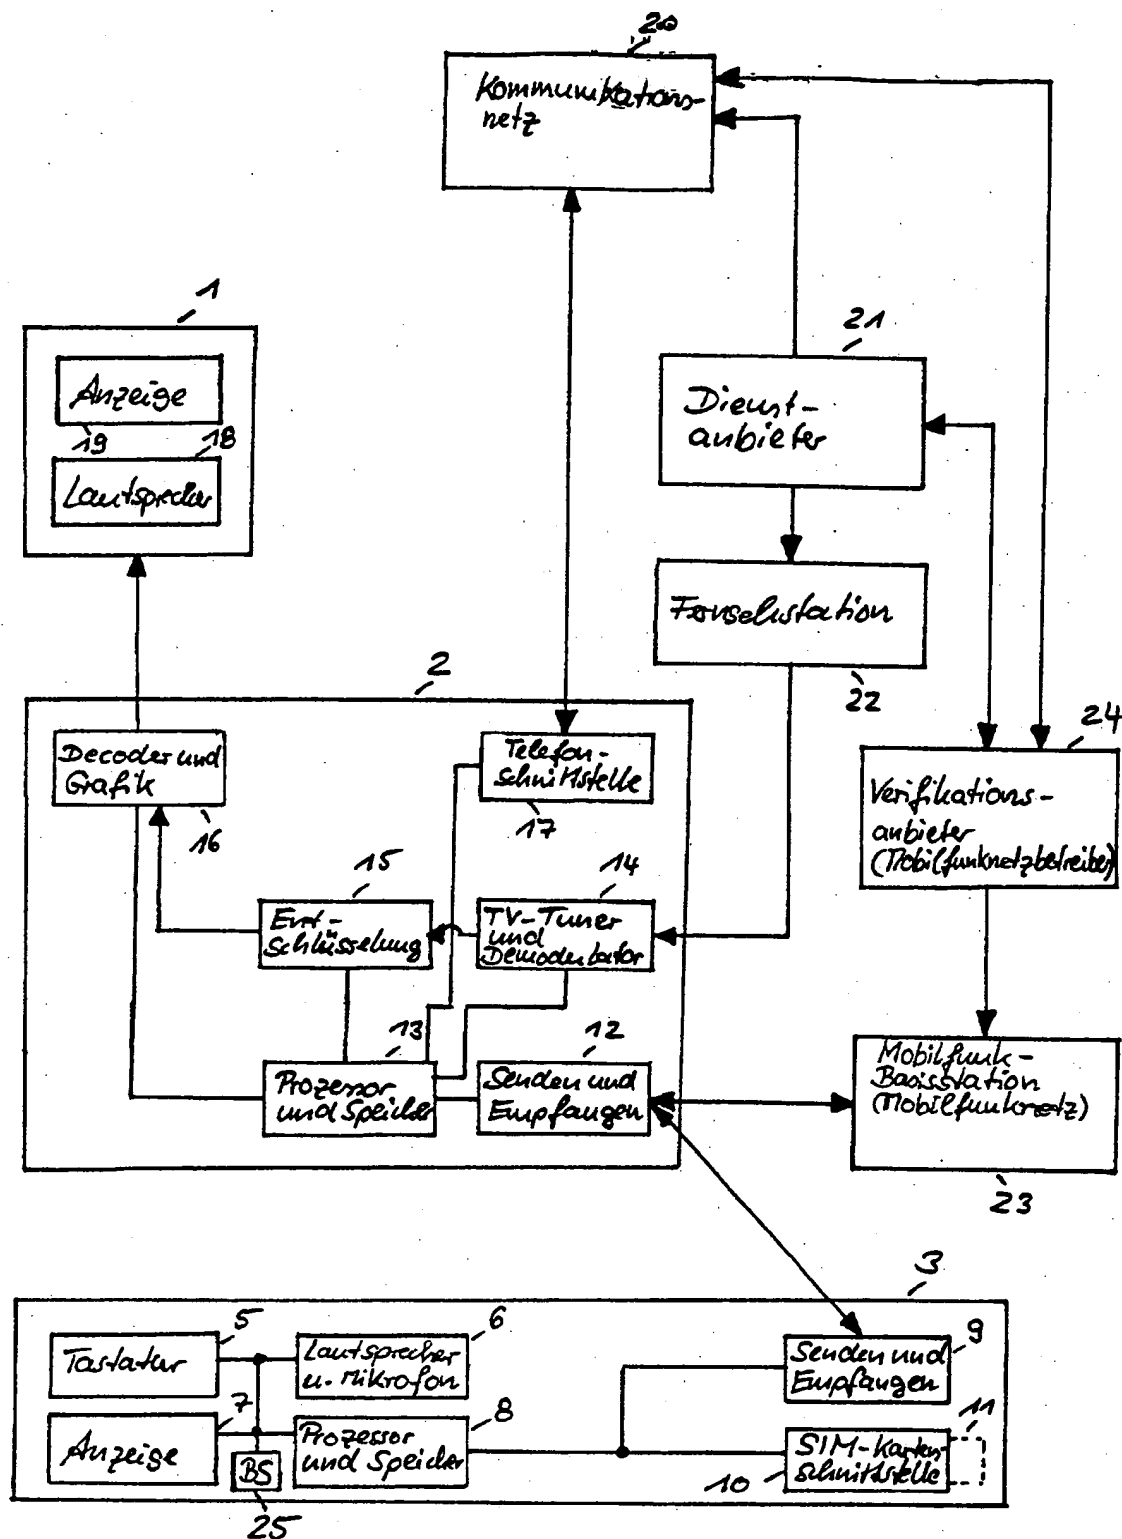 20
Kommunikations-
netz
1
Anzeige
19
18
Lautsprecher
21
Dienst-
anbieter
Fernsehstation
22
2
Decoder und
Grafik
16
Telefon-
schnittstelle
17
24
Verifikations-
anbieter
(Mobilfunknetzbetreiber)
15
Ent-
schlüsselung
14
TV-Tuner
und
Demodulator
13
Prozessor
und Speicher
12
Senden und
Empfangen
Mobilfunk-
Basisstation
(Mobilfunknetz)
23
3
5
Tastatur
6
Lautsprecher
u. Mikrofon
9
Senden und
Empfangen
7
Anzeige
8
Prozessor
und Speicher
BS
25
10
SIM-Karten-
schnittstelle
11